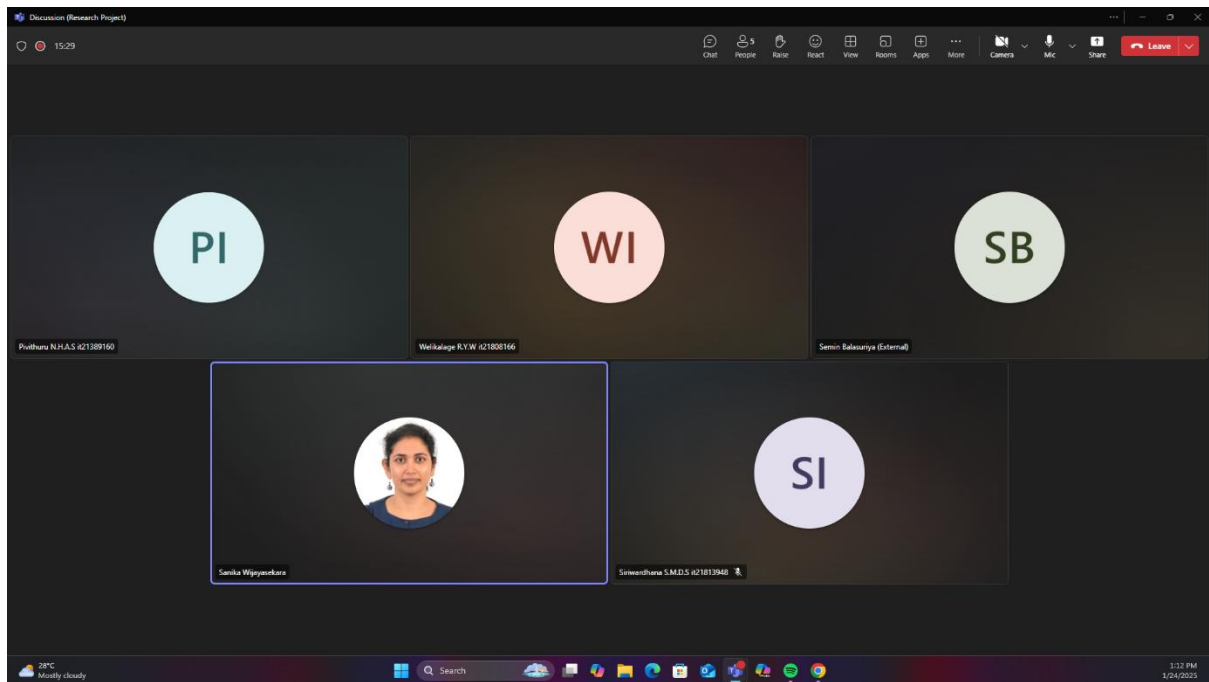 Discussion (Research Project)
15:29
Chat
5
People
Raise
React
View
Rooms
Apps
More
Camera
Mic
Share
Leave
PI
WI
SB
Pivithuru N.H.A.S it21389160
Welikalage R.Y.W it21808166
Semin Balasuriya (External)
SI
Sanika Wijayasekara
Siriwardhana S.M.D.S it21813948
28°C
Mostly cloudy
Search
1:12 PM
1/24/2025